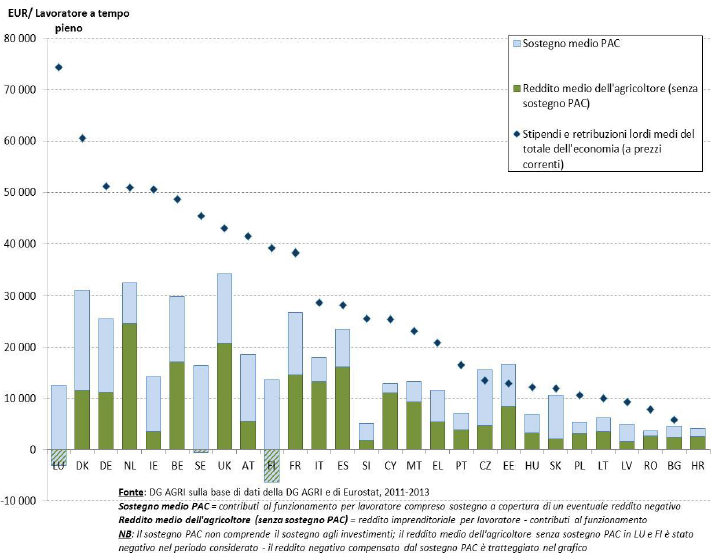 EUR/ Lavoratore a tempo
pieno
80 000
70 000
60 000
50 000
40 000
30 000
20 000
10 000
0
-10 000
Sostegno medio PAC
Reddito medio dell'agricoltore (senza
sostegno PAC)
Stipendi e retribuzioni lordi medi del
totale dell'economia (a prezzi
correnti)
LU DK DE NL IE BE SE UK AT FI FR IT ES SI CY MT EL PT CZ EE HU SK PL LT LV RO BG HR
Fonte: DG AGRI sulla base di dati della DG AGRI e di Eurostat, 2011-2013
Sostegno medio PAC = contributi al funzionamento per lavoratore compreso sostegno a copertura di un eventuale reddito negativo
Reddito medio dell'agricoltore (senza sostegno PAC) = reddito imprenditoriale per lavoratore - contributi al funzionamento
NB: Il sostegno PAC non comprende il sostegno agli investimenti; il reddito medio dell'agricoltore senza sostegno PAC in LU e FI è stato
negativo nel periodo considerato - il reddito negativo compensato dal sostegno PAC è tratteggiato nel grafico